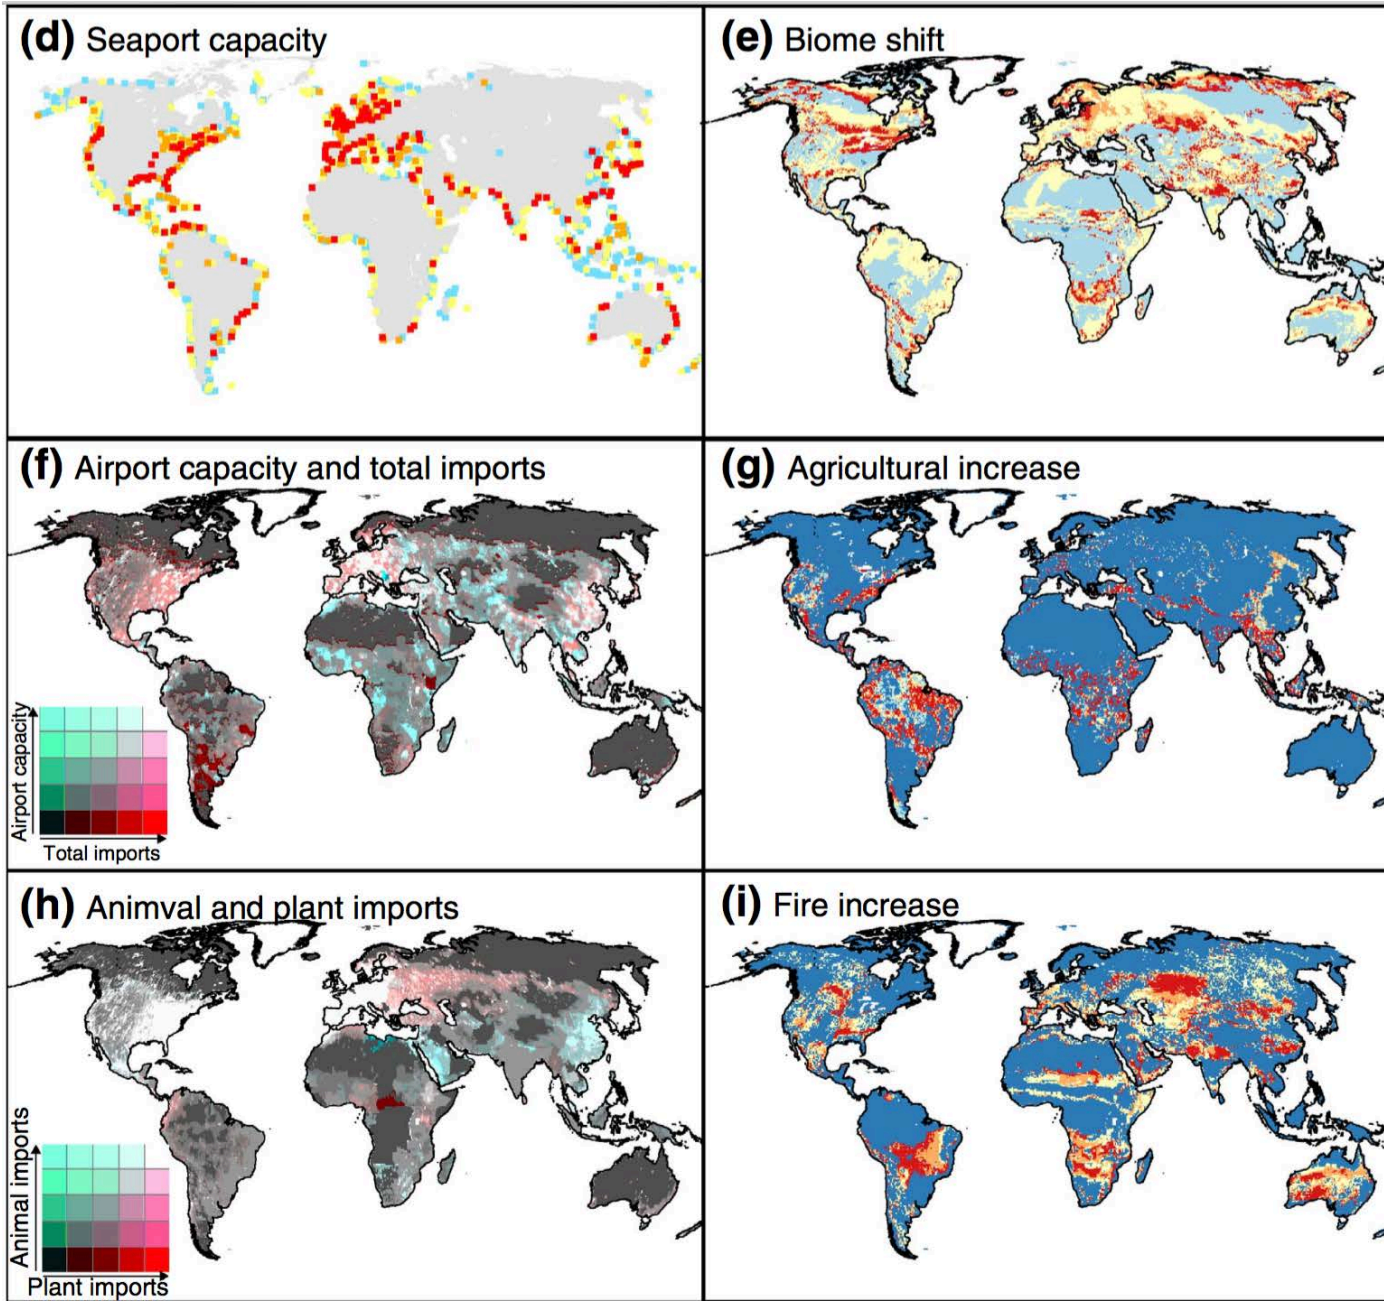 (d) Seaport capacity
(e) Biome shift
(f) Airport capacity and total imports
(g) Agricultural increase
Airport capacity
Total imports
(h) Animval and plant imports
(i) Fire increase
Animal imports
Plant imports